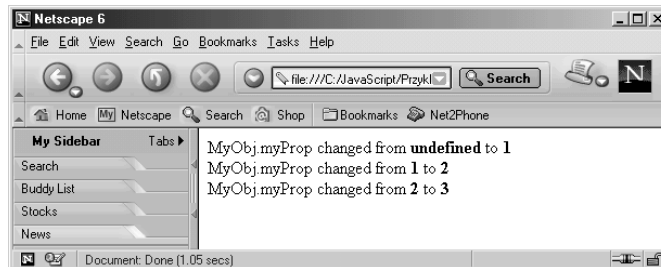 N Netscape 6
File Edit View Search Go Bookmarks Tasks Help
file:///C:/JavaScript/Przykl Search N
Home My Netscape Search Shop Bookmarks Net2Phone
My Sidebar Tabs
Search
Buddy List
Stocks
News
MyObj.myProp changed from undefined to 1
MyObj.myProp changed from 1 to 2
MyObj.myProp changed from 2 to 3
N Document: Done (1.05 secs)